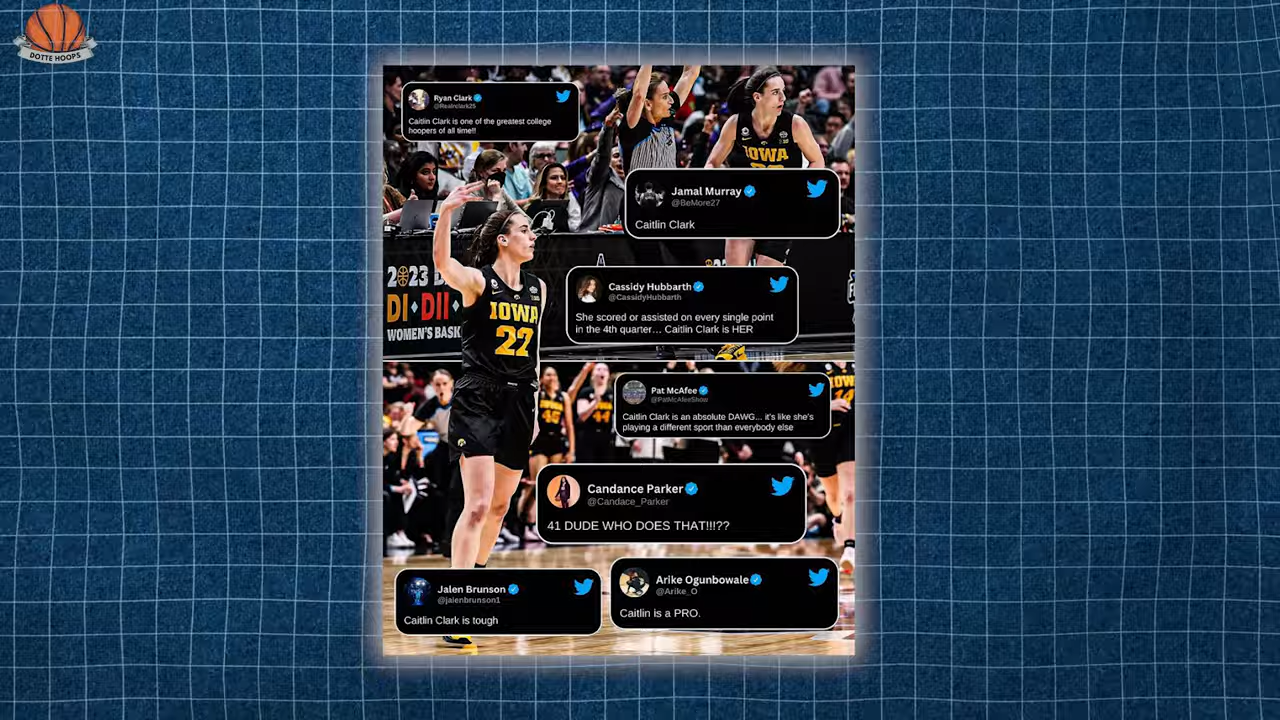 DOTTE HOOPS
Ryan Clark
@Realrclark25
Caitlin Clark is one of the greatest college
hoopers of all time!!
IOWA
Jamal Murray
@BeMore27
Caitlin Clark
2023
DI • DII
WOMEN'S BASK
IOWA
22
Cassidy Hubbarth
@CassidyHubbarth
She scored or assisted on every single point
in the 4th quarter... Caitlin Clark is HER
Pat McAfee
@PatMcAfeeShow
Caitlin Clark is an absolute DAWG... it's like she's
playing a different sport than everybody else
IOWA
44
Candance Parker
@Candace_Parker
41 DUDE WHO DOES THAT!!!??
Jalen Brunson
@jalenbrunson1
Caitlin Clark is tough
Arike Ogunbowale
@Arike_O
Caitlin is a PRO.